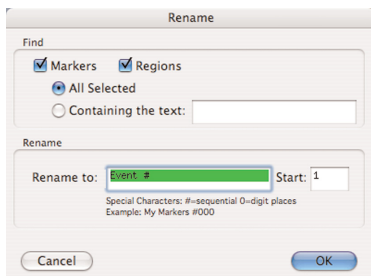 Rename
Find
Markers Regions
All Selected
Containing the text:
Rename
Rename to: Event # Start: 1
Special Characters: #=sequential 0=digit places
Example: My Markers #000
Cancel OK